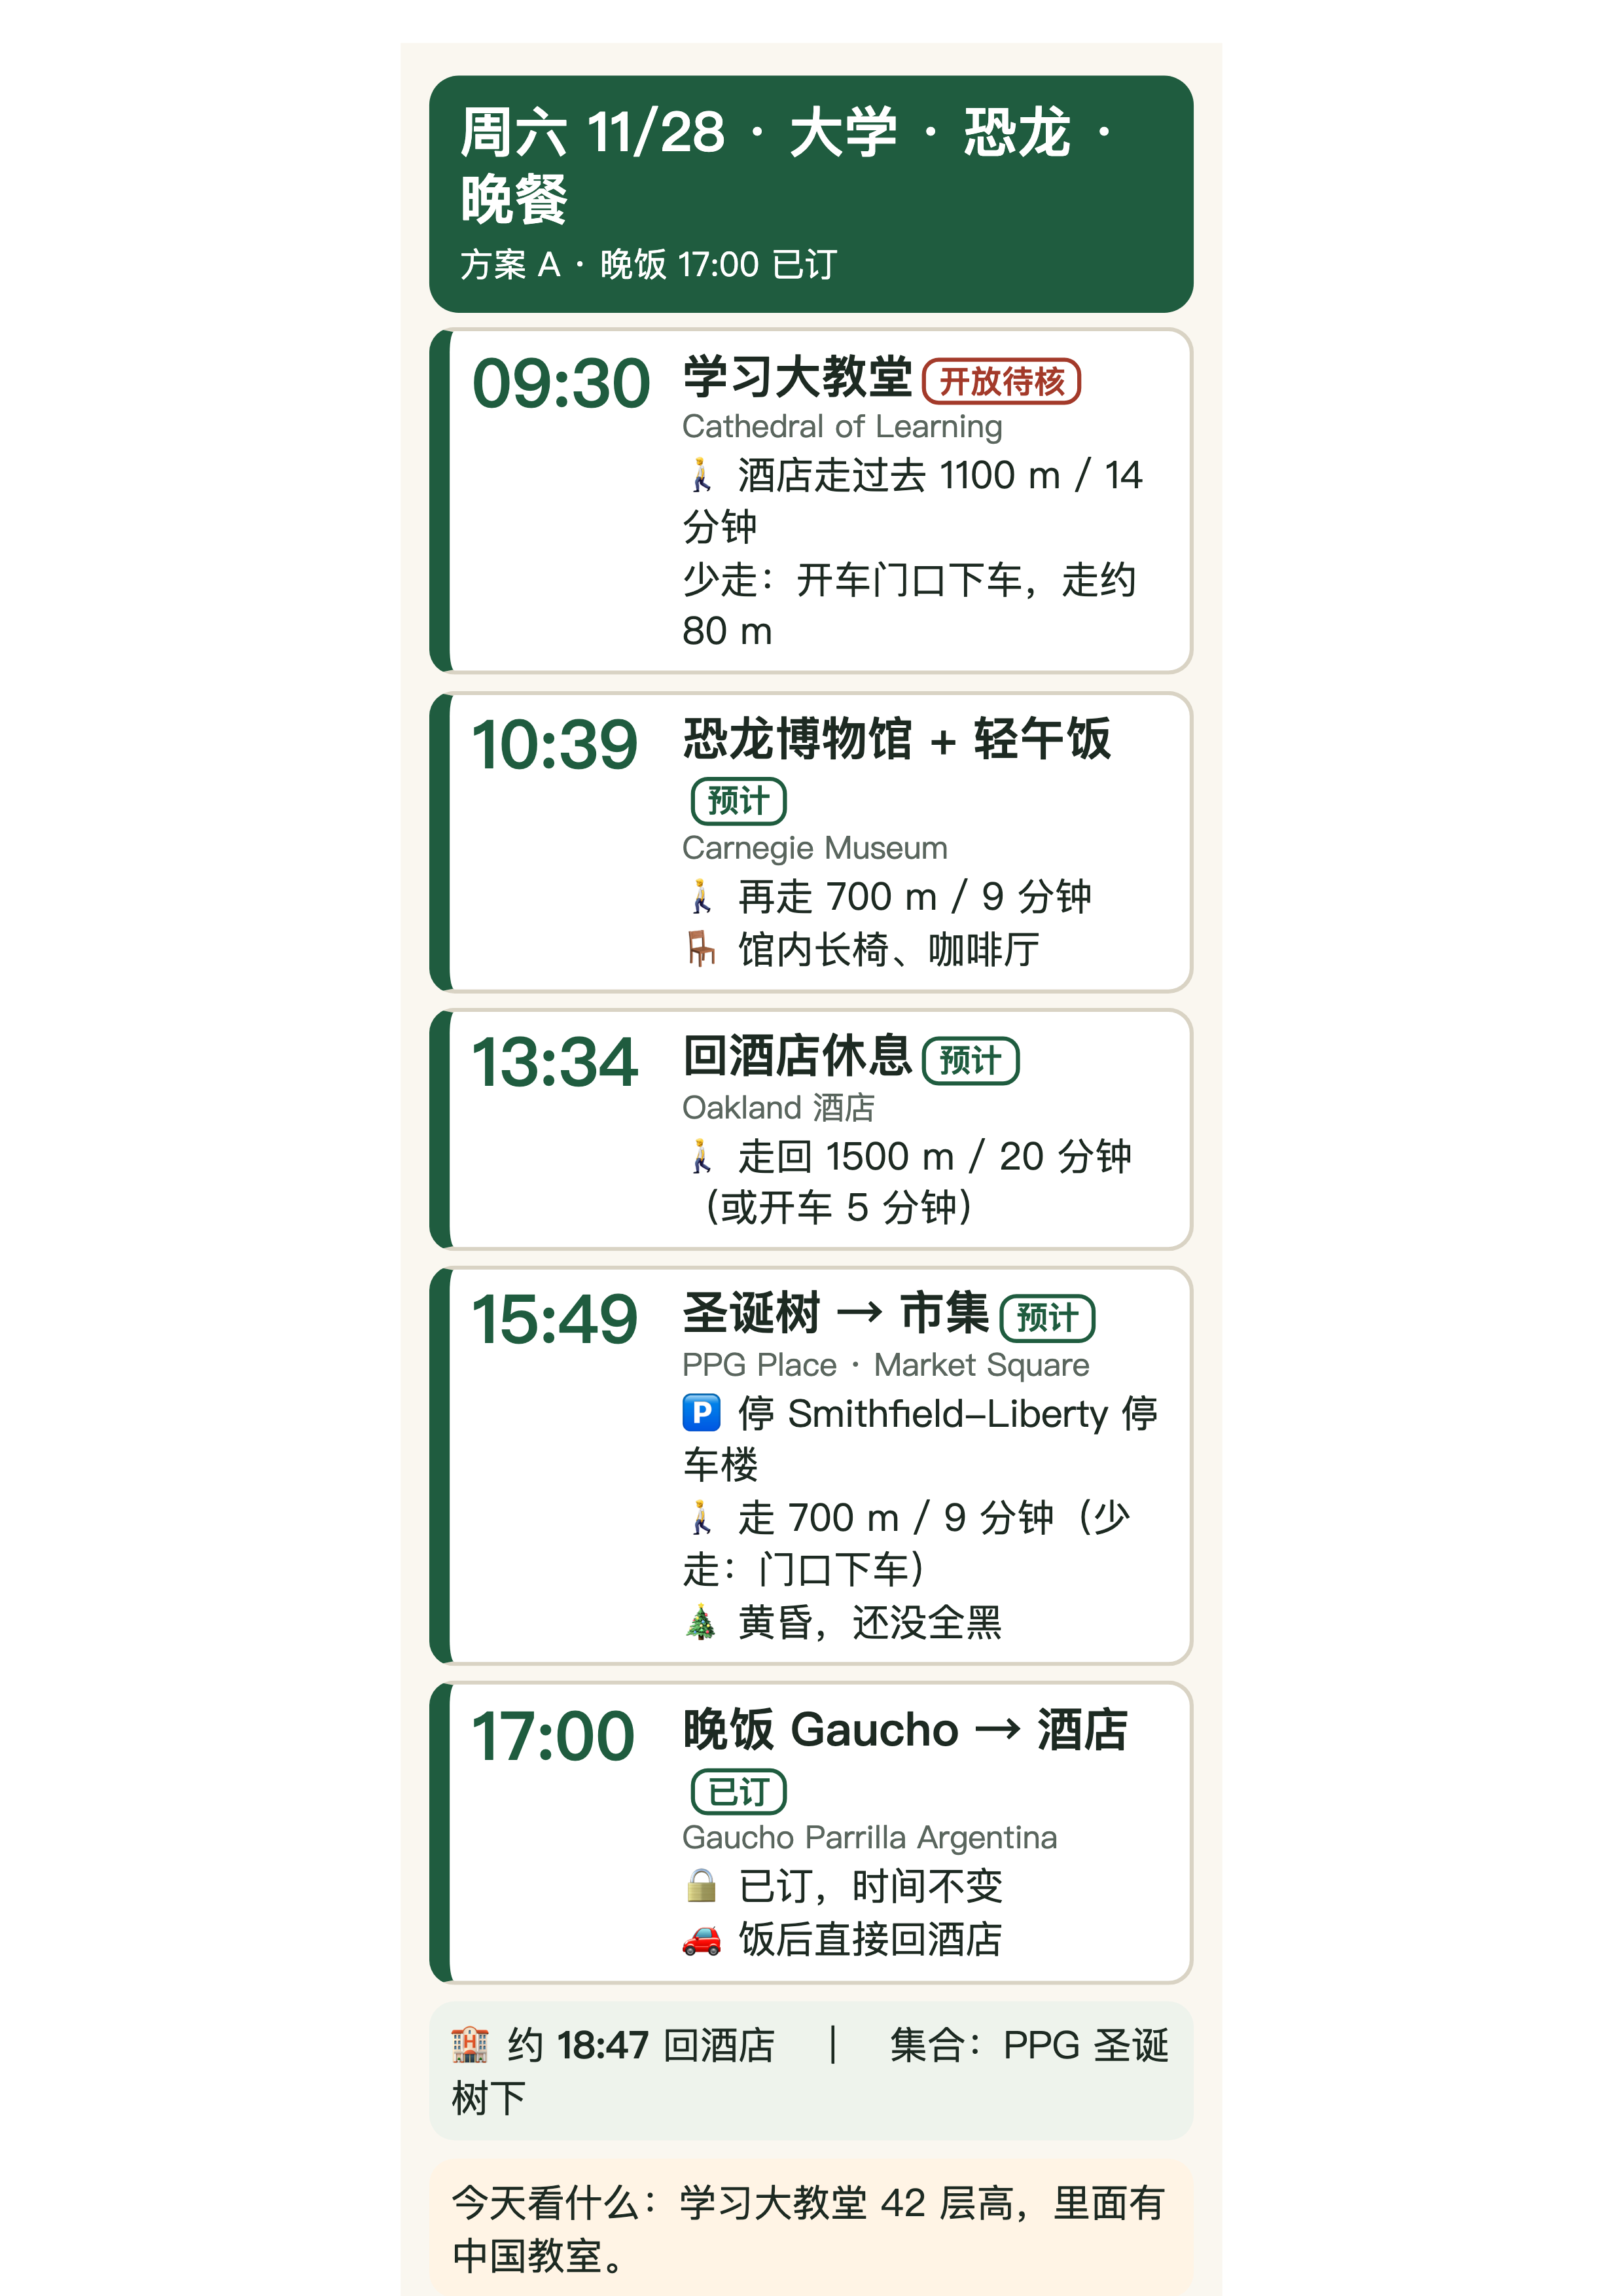 周六 11/28 · 大学 · 恐龙 ·
晚餐
方案 A · 晚饭 17:00 已订
09:30
学习大教堂 开放待核
Cathedral of Learning
🚶 酒店走过去 1100 m / 14
分钟
少走：开车门口下车，走约
80 m
10:39
恐龙博物馆 + 轻午饭
预计
Carnegie Museum
🚶 再走 700 m / 9 分钟
🪑 馆内长椅、咖啡厅
13:34
回酒店休息 预计
Oakland 酒店
🚶 走回 1500 m / 20 分钟
（或开车 5 分钟）
15:49
圣诞树 → 市集 预计
PPG Place · Market Square
🅿️ 停 Smithfield–Liberty 停
车楼
🚶 走 700 m / 9 分钟（少
走：门口下车）
🎄 黄昏，还没全黑
17:00
晚饭 Gaucho → 酒店
已订
Gaucho Parrilla Argentina
🔒 已订，时间不变
🚗 饭后直接回酒店
🏨 约 18:47 回酒店 ｜ 集合：PPG 圣诞
树下
今天看什么：学习大教堂 42 层高，里面有
中国教室。